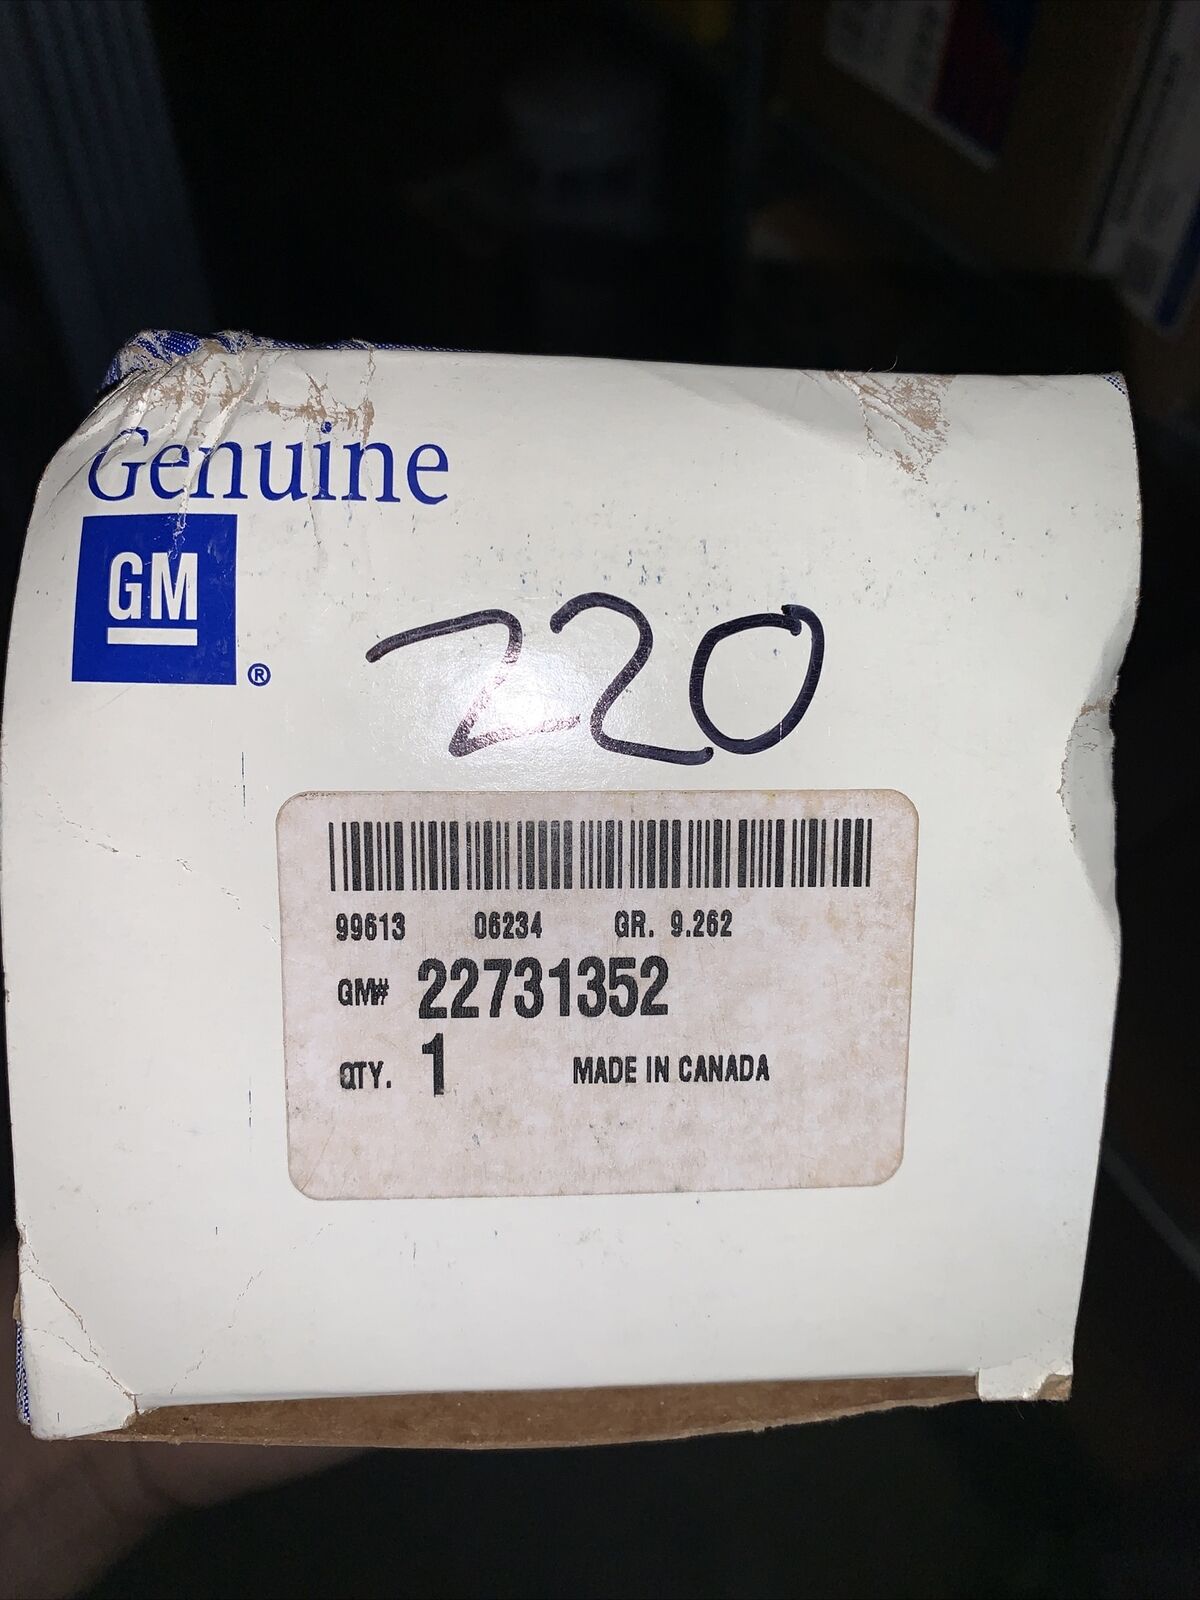 Genuine
GM
®
220
99613 06234 GR. 9.262
GM# 22731352
QTY. 1 MADE IN CANADA